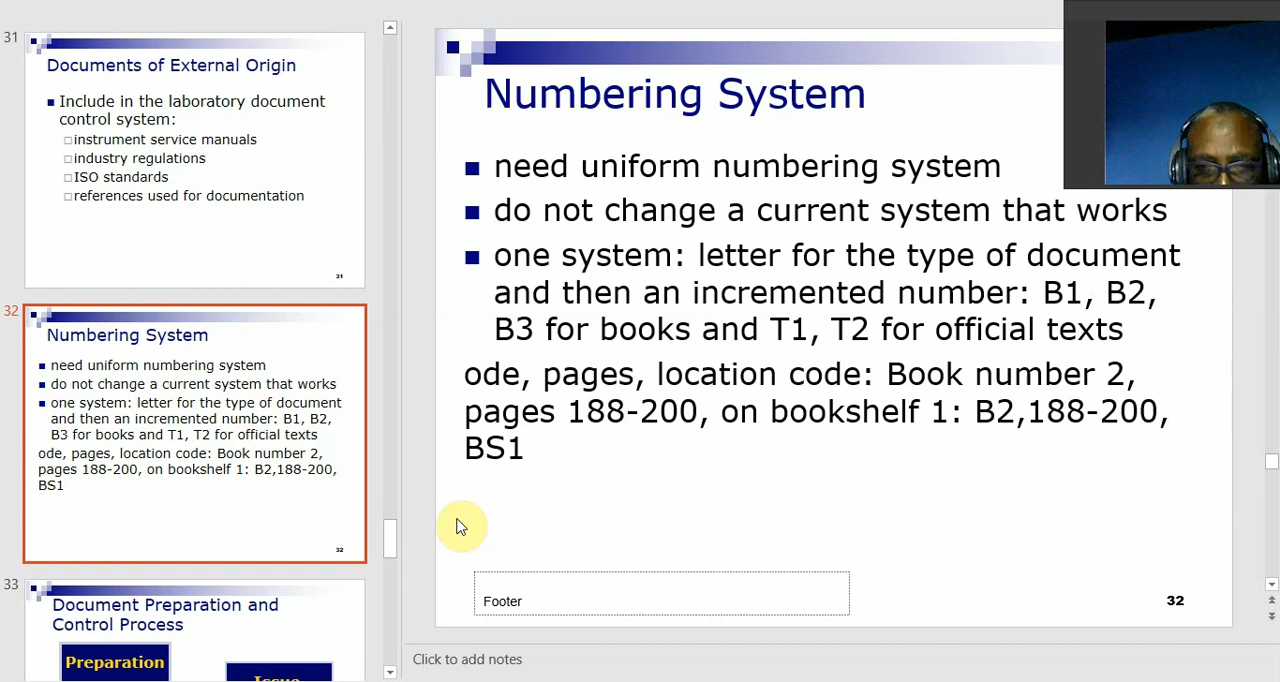 31
Documents of External Origin
Include in the laboratory document
control system:
instrument service manuals
industry regulations
ISO standards
references used for documentation
31
32
Numbering System
need uniform numbering system
do not change a current system that works
one system: letter for the type of document
and then an incremented number: B1, B2,
B3 for books and T1, T2 for official texts
ode, pages, location code: Book number 2,
pages 188-200, on bookshelf 1: B2,188-200,
BS1
32
33
Document Preparation and
Control Process
Preparation
Issue
Numbering System
need uniform numbering system
do not change a current system that works
one system: letter for the type of document
and then an incremented number: B1, B2,
B3 for books and T1, T2 for official texts
ode, pages, location code: Book number 2,
pages 188-200, on bookshelf 1: B2,188-200,
BS1
Footer
32
Click to add notes